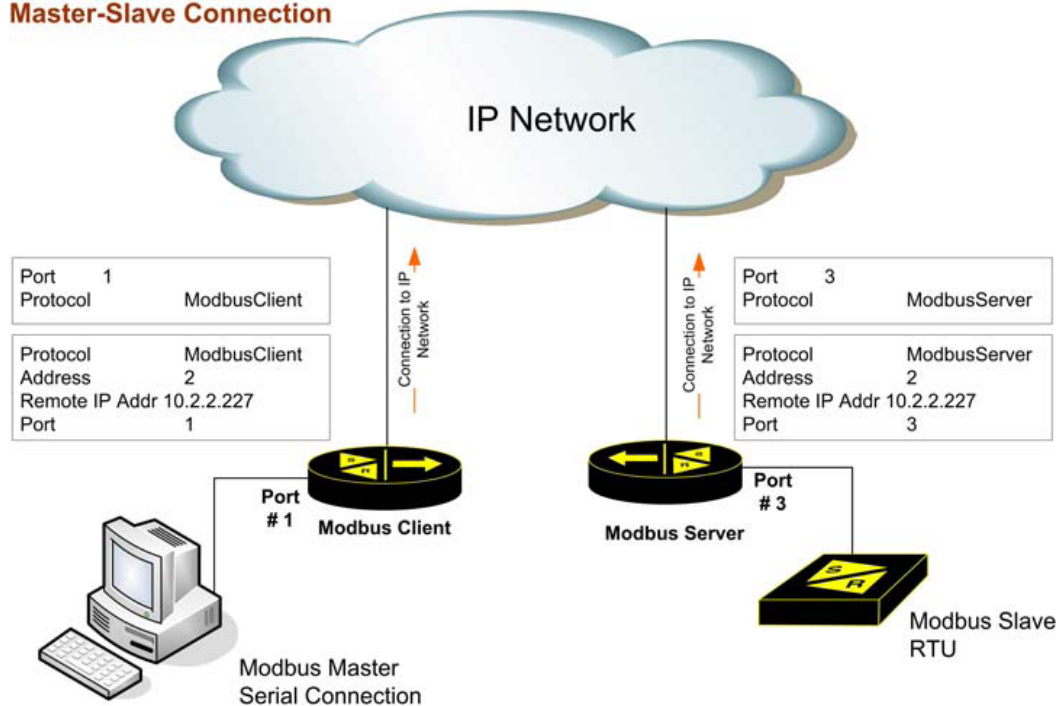 Master-Slave Connection
IP Network
Port 1
Protocol ModbusClient
Protocol ModbusClient
Address 2
Remote IP Addr 10.2.2.227
Port 1
Connection to IP
Network
Connection to IP
Network
Port 3
Protocol ModbusServer
Protocol ModbusServer
Address 2
Remote IP Addr 10.2.2.227
Port 3
S
R
Port
# 1
Modbus Client
S
R
Port
# 3
Modbus Server
S
R
Modbus Slave
RTU
Modbus Master
Serial Connection